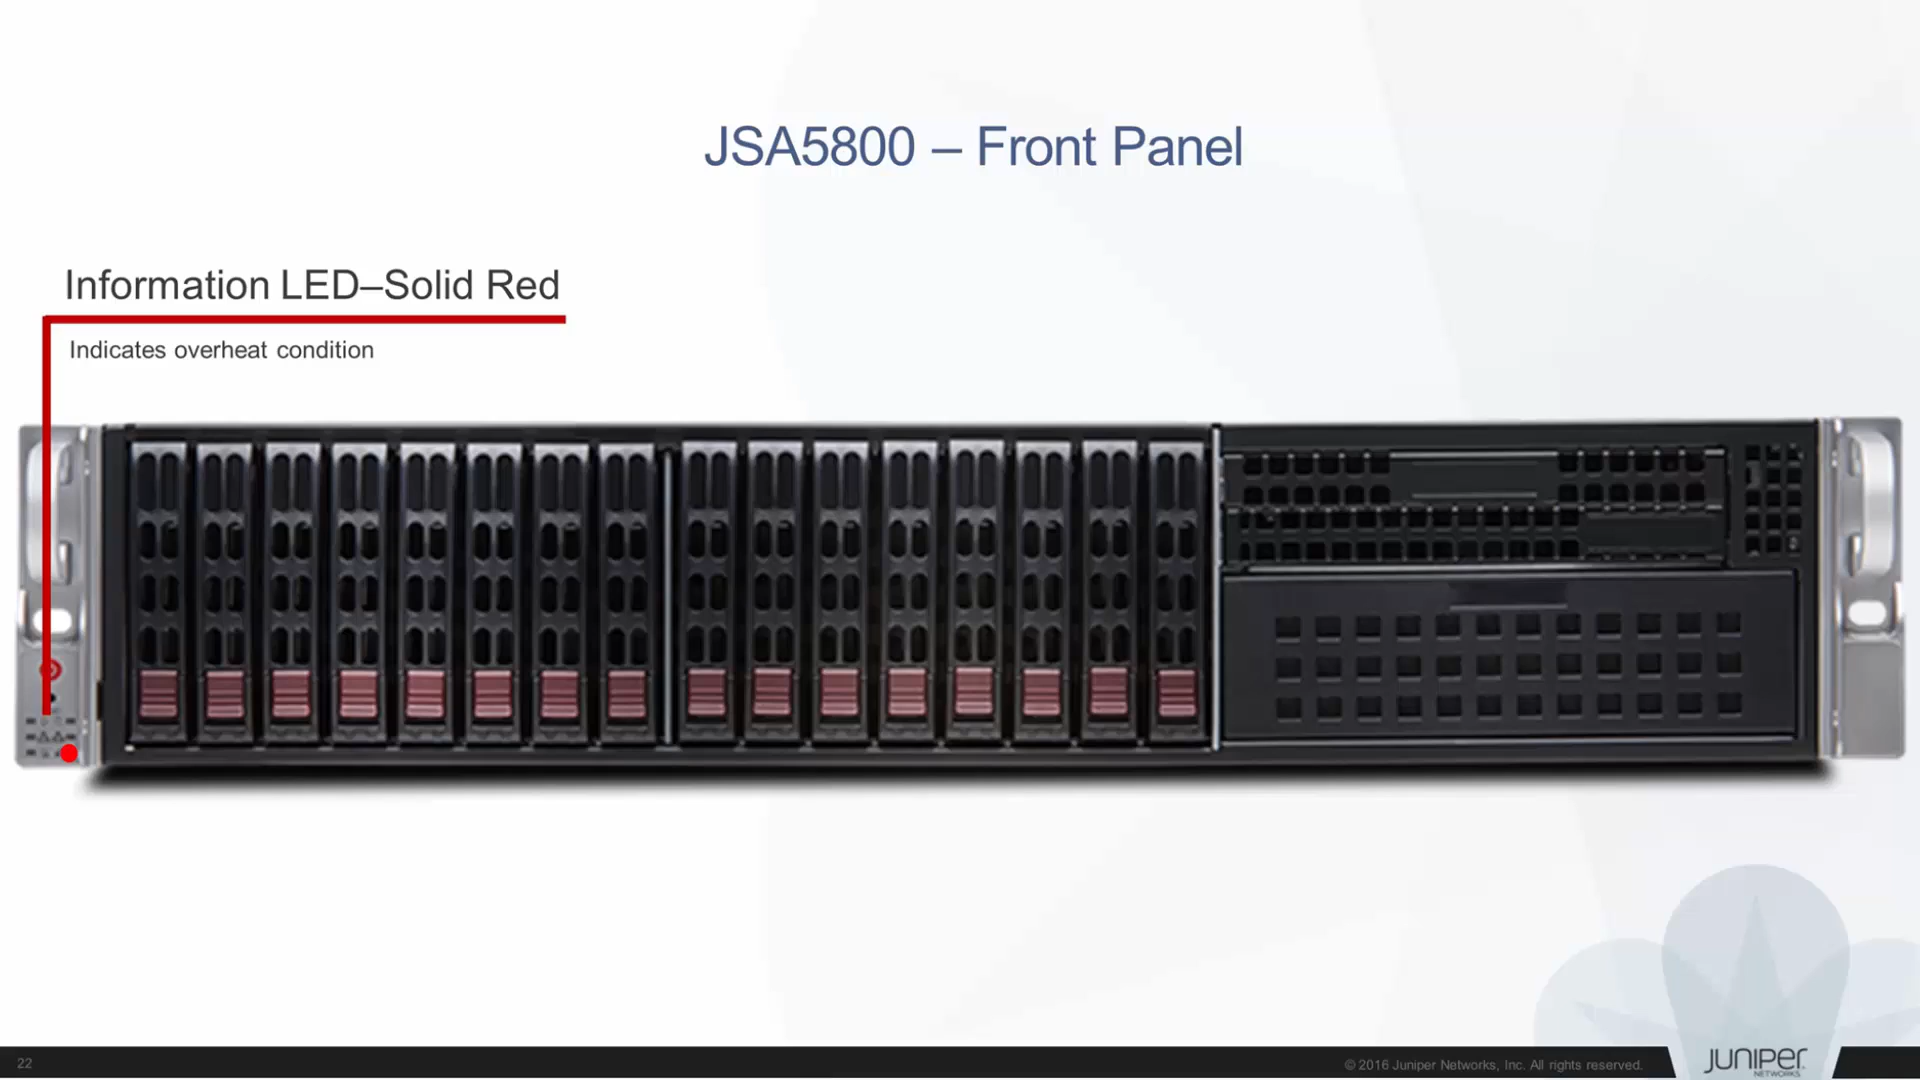 JSA5800 – Front Panel
Information LED–Solid Red
Indicates overheat condition
22
© 2016 Juniper Networks, Inc. All rights reserved.
JUNIPER
NETWORKS